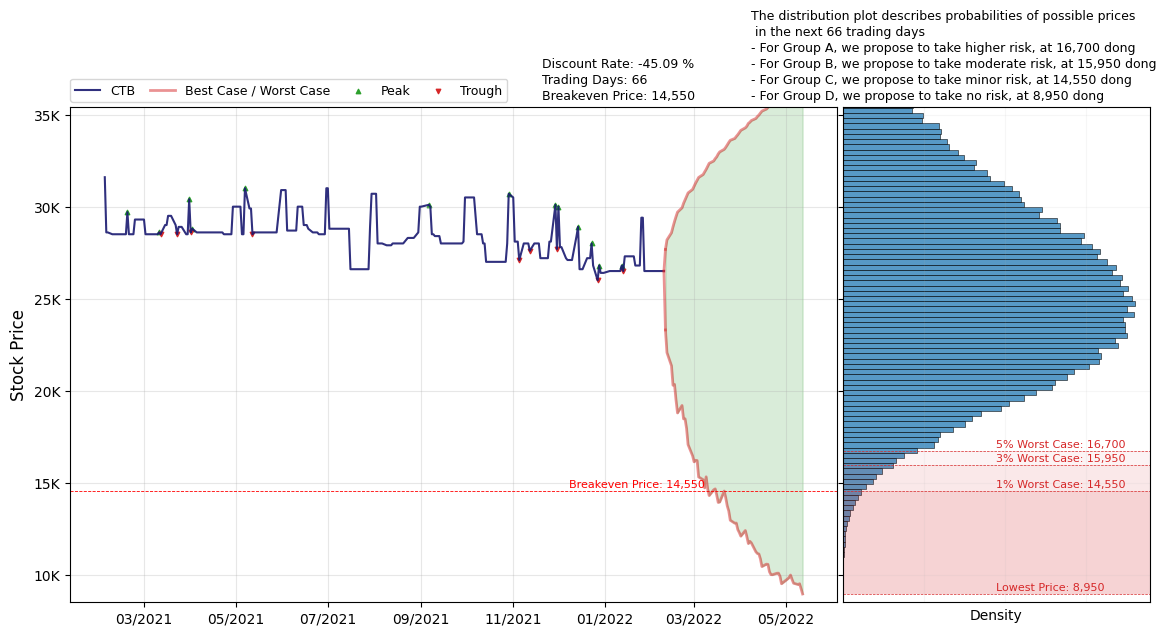 The distribution plot describes probabilities of possible prices
in the next 66 trading days
- For Group A, we propose to take higher risk, at 16,700 dong
- For Group B, we propose to take moderate risk, at 15,950 dong
- For Group C, we propose to take minor risk, at 14,550 dong
- For Group D, we propose to take no risk, at 8,950 dong
Discount Rate: -45.09 %
Trading Days: 66
Breakeven Price: 14,550
CTB
Best Case / Worst Case
Peak
Trough
Stock Price
35K
30K
25K
20K
15K
10K
Breakeven Price: 14,550
03/2021
05/2021
07/2021
09/2021
11/2021
01/2022
03/2022
05/2022
5% Worst Case: 16,700
3% Worst Case: 15,950
1% Worst Case: 14,550
Lowest Price: 8,950
Density